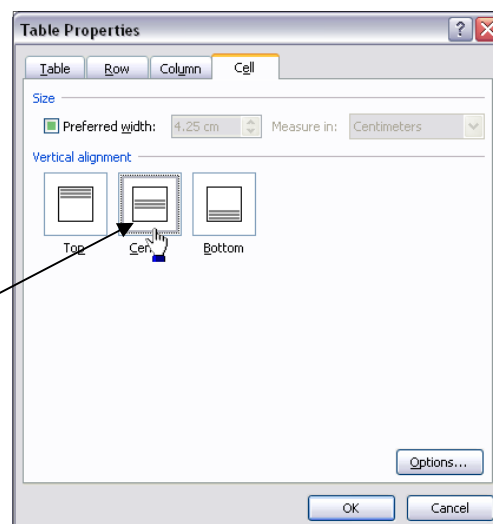 Table Properties
Table Row Column Cell
Size
Preferred width: 4.25 cm Measure in: Centimeters
Vertical alignment
Top Bottom
Options...
OK Cancel